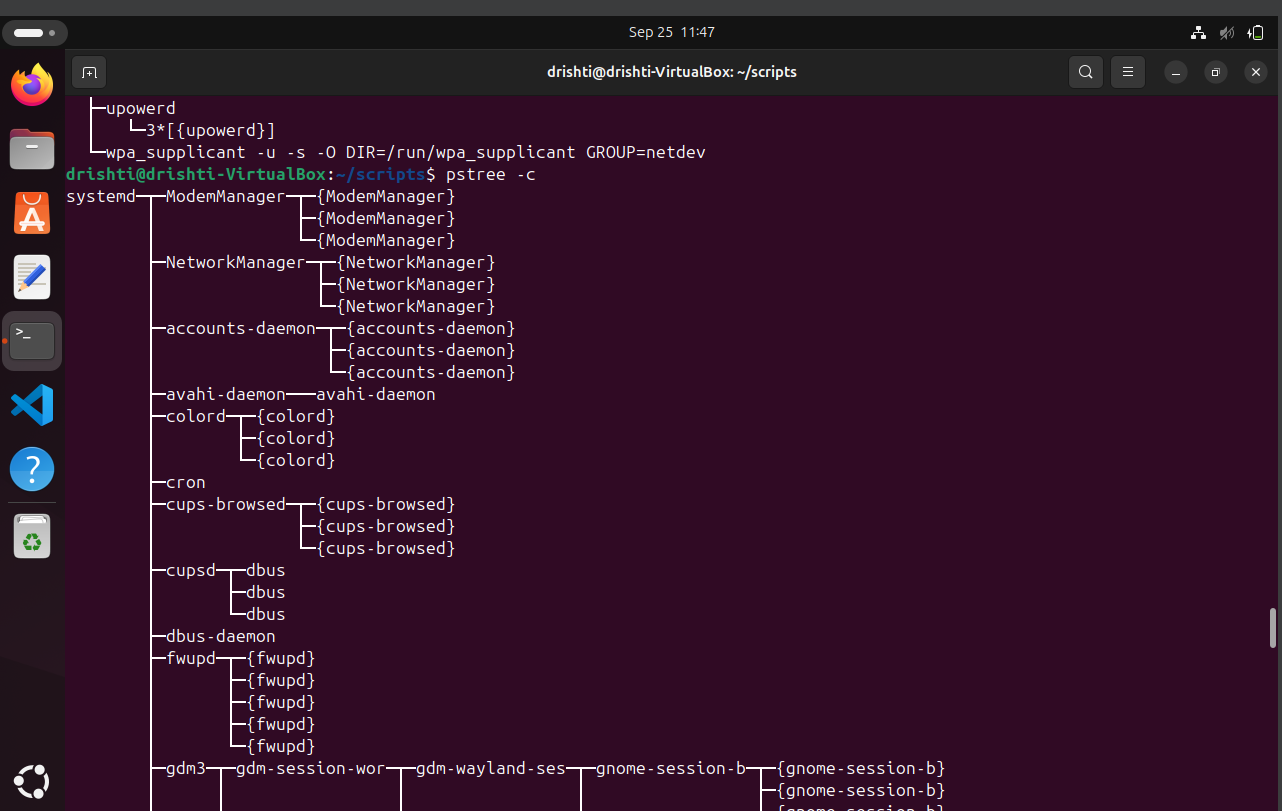 Sep 25 11:47
drishti@drishti-VirtualBox: ~/scripts
├─upowerd
│   └─3*[{upowerd}]
└─wpa_supplicant -u -s -O DIR=/run/wpa_supplicant GROUP=netdev
drishti@drishti-VirtualBox:~/scripts$ pstree -c
systemd─┬─ModemManager─┬─{ModemManager}
        │              ├─{ModemManager}
        │              └─{ModemManager}
        ├─NetworkManager─┬─{NetworkManager}
        │                ├─{NetworkManager}
        │                └─{NetworkManager}
        ├─accounts-daemon─┬─{accounts-daemon}
        │                 ├─{accounts-daemon}
        │                 └─{accounts-daemon}
        ├─avahi-daemon───avahi-daemon
        ├─colord─┬─{colord}
        │        ├─{colord}
        │        └─{colord}
        ├─cron
        ├─cups-browsed─┬─{cups-browsed}
        │              ├─{cups-browsed}
        │              └─{cups-browsed}
        ├─cupsd─┬─dbus
        │       ├─dbus
        │       └─dbus
        ├─dbus-daemon
        ├─fwupd─┬─{fwupd}
        │       ├─{fwupd}
        │       ├─{fwupd}
        │       ├─{fwupd}
        │       └─{fwupd}
        ├─gdm3─┬─gdm-session-wor─┬─gdm-wayland-ses─┬─gnome-session-b─┬─{gnome-session-b}
        │      │                 │                 │                 ├─{gnome-session-b}